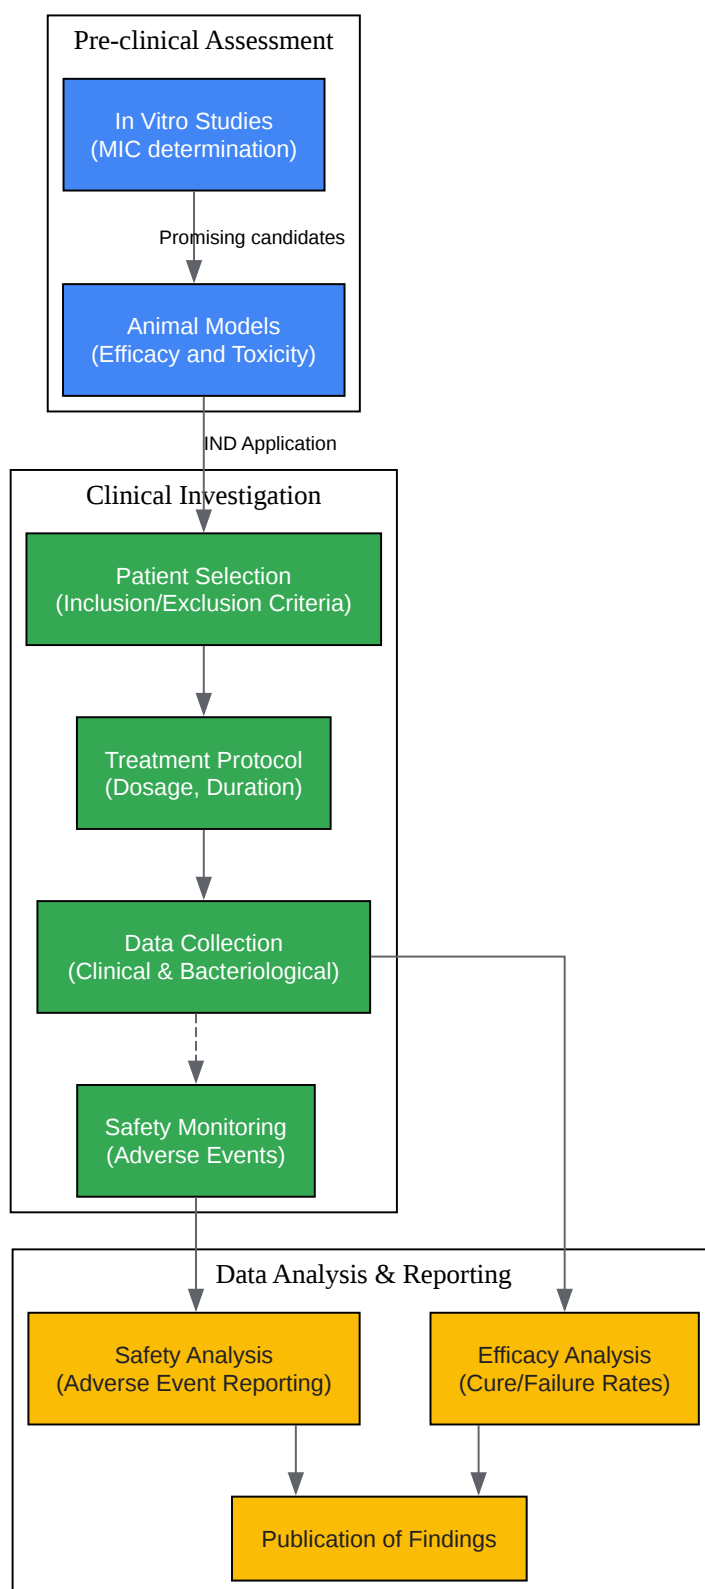 Pre-clinical Assessment
In Vitro Studies
(MIC determination)
Promising candidates
Animal Models
(Efficacy and Toxicity)
IND Application
Clinical Investigation
Patient Selection
(Inclusion/Exclusion Criteria)
Treatment Protocol
(Dosage, Duration)
Data Collection
(Clinical & Bacteriological)
Safety Monitoring
(Adverse Events)
Data Analysis & Reporting
Safety Analysis
(Adverse Event Reporting)
Efficacy Analysis
(Cure/Failure Rates)
Publication of Findings